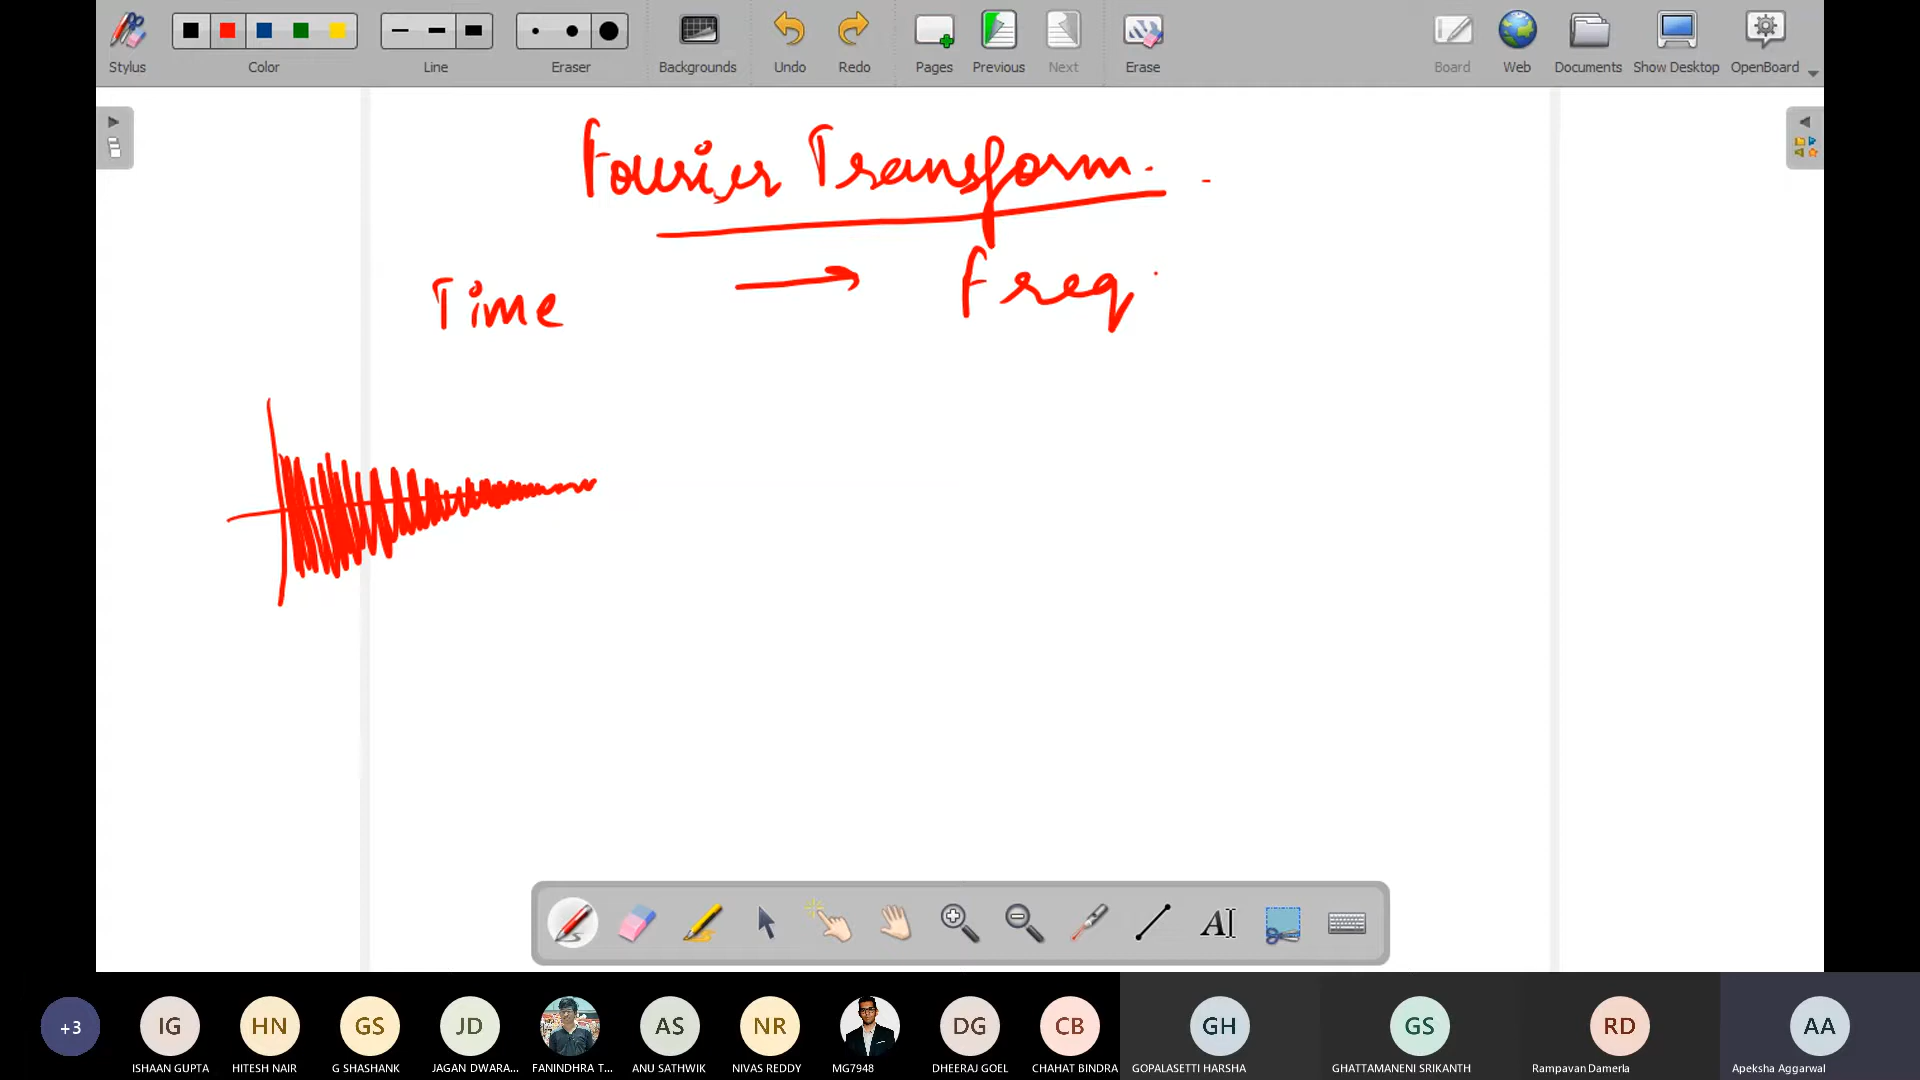 Stylus
Color
Line
Eraser
Backgrounds
Undo
Redo
Pages
Previous
Next
Erase
Board
Web
Documents
Show Desktop
OpenBoard
Fourier Transform.
Time → Freq.
AI
+3
IG
HN
GS
JD
AS
NR
DG
CB
GH
GS
RD
AA
ISHAAN GUPTA
HITESH NAIR
G SHASHANK
JAGAN DWARA...
FANINDHRA T...
ANU SATHWIK
NIVAS REDDY
MG7948
DHEERAJ GOEL
CHAHAT BINDRA
GOPALASETTI HARSHA
GHATTAMANENI SRIKANTH
Rampavan Damerla
Apeksha Aggarwal